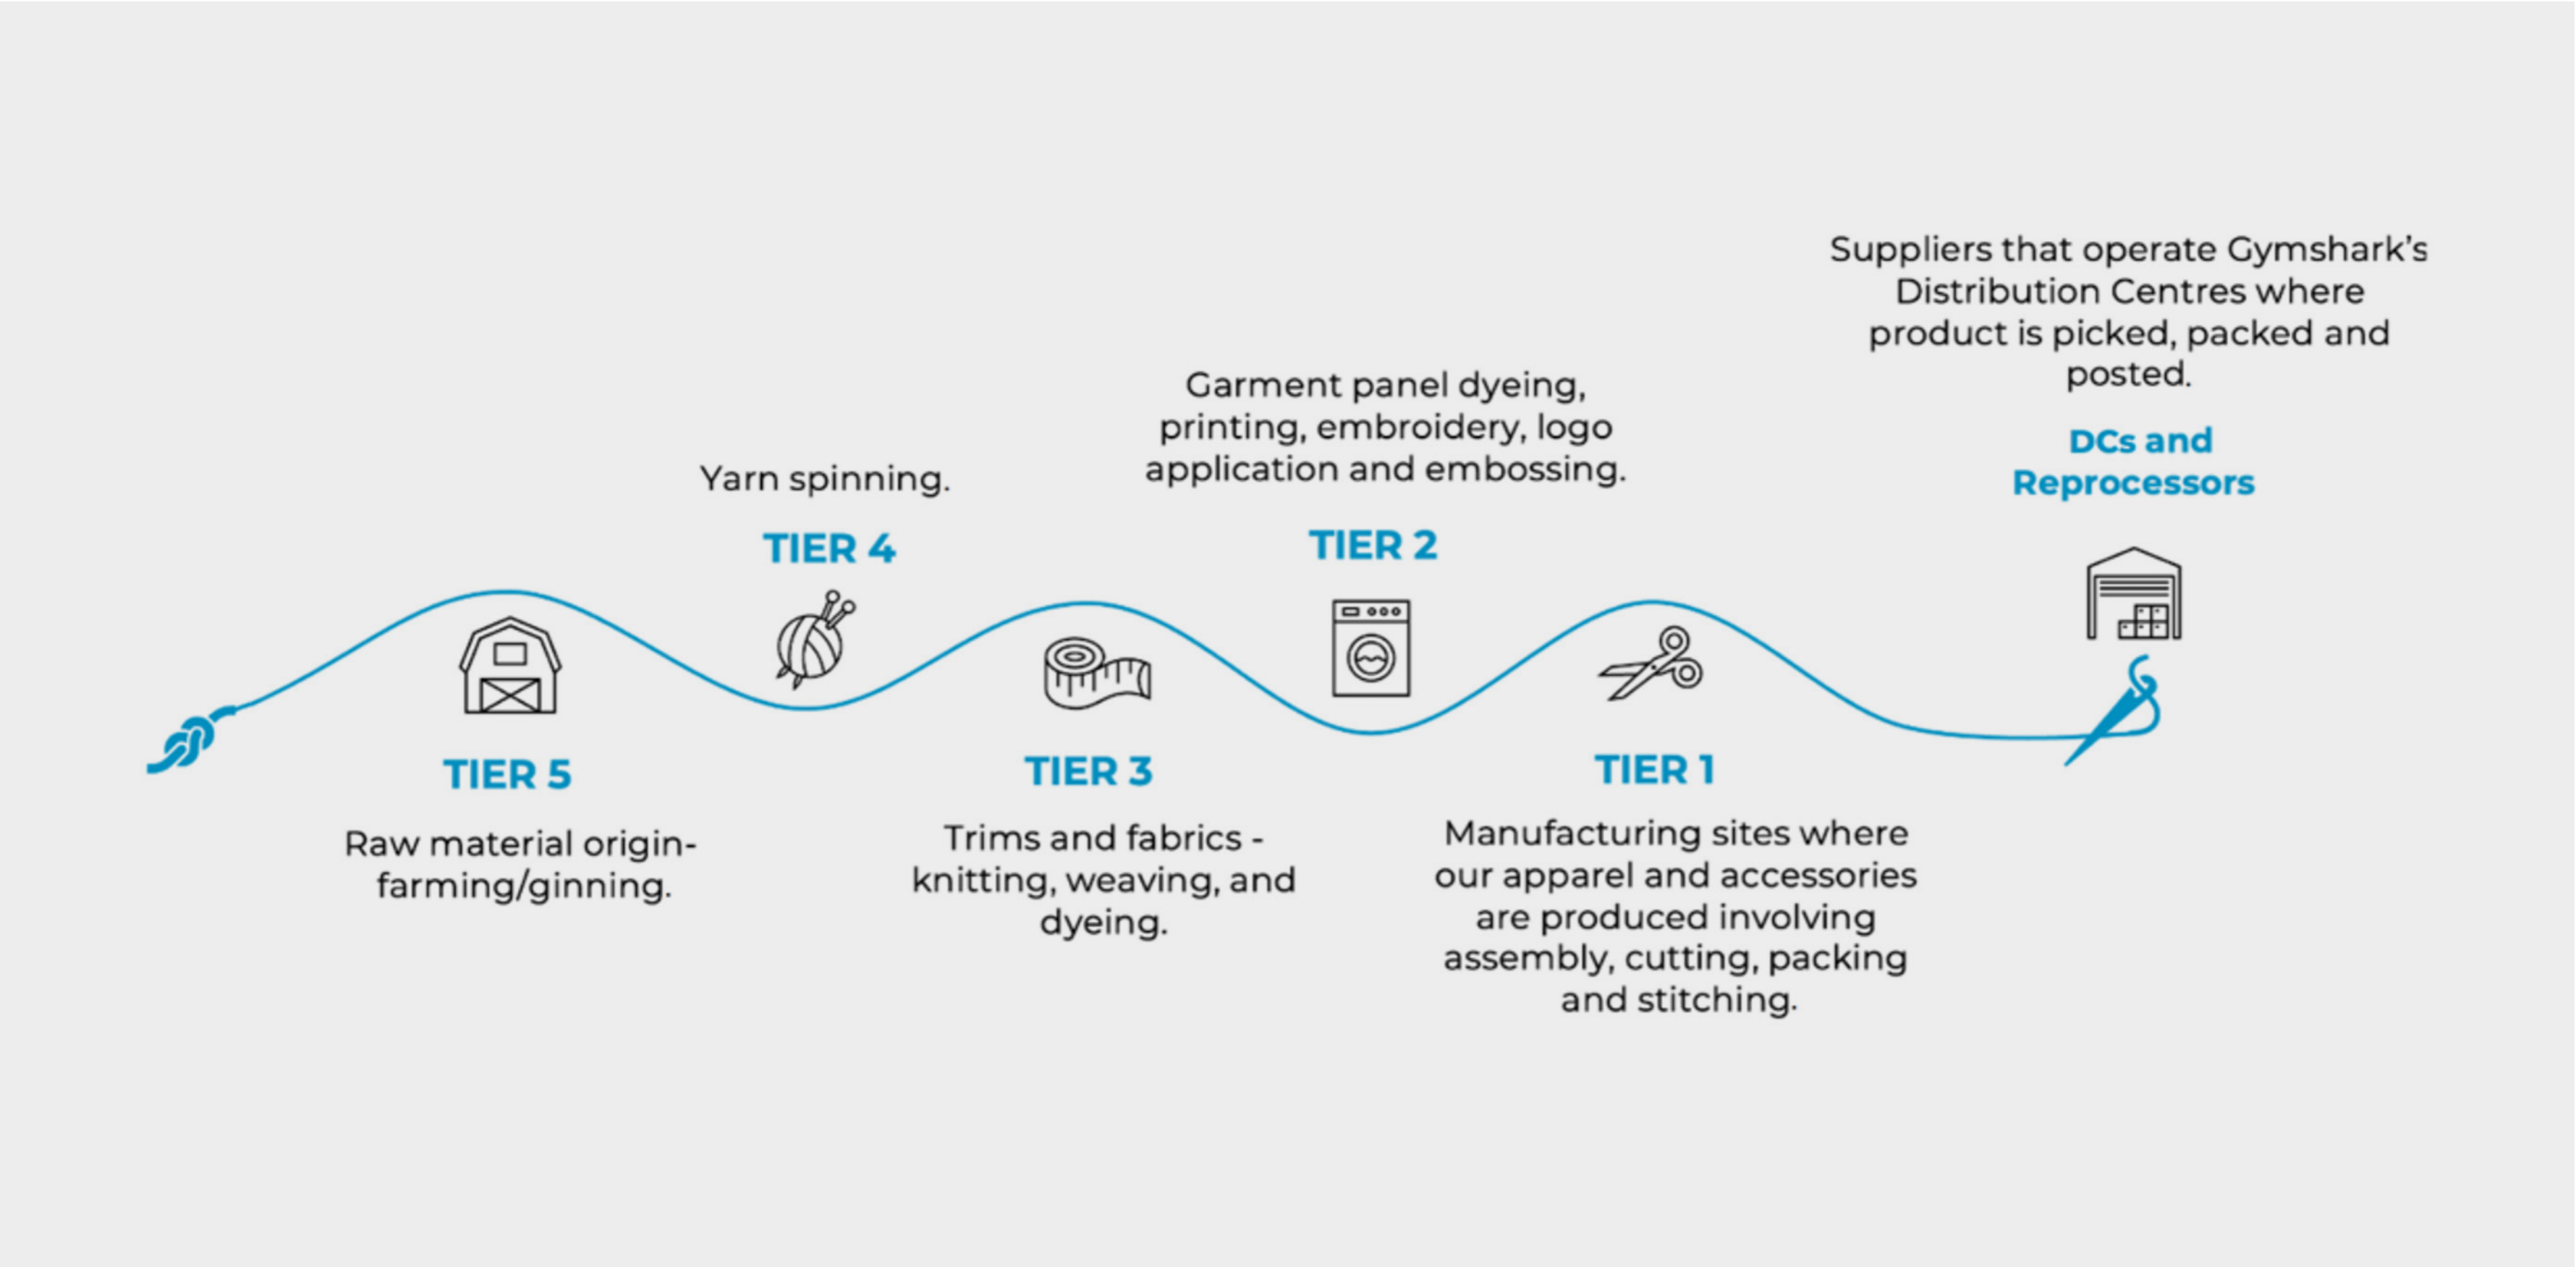 Suppliers that operate Gymshark's
Distribution Centres where
product is picked, packed and
posted.
DCs and
Reprocessors
Garment panel dyeing,
printing, embroidery, logo
application and embossing.
TIER 2
Yarn spinning.
TIER 4
TIER 5
Raw material origin-
farming/ginning.
TIER 3
Trims and fabrics -
knitting, weaving, and
dyeing.
TIER 1
Manufacturing sites where
our apparel and accessories
are produced involving
assembly, cutting, packing
and stitching.